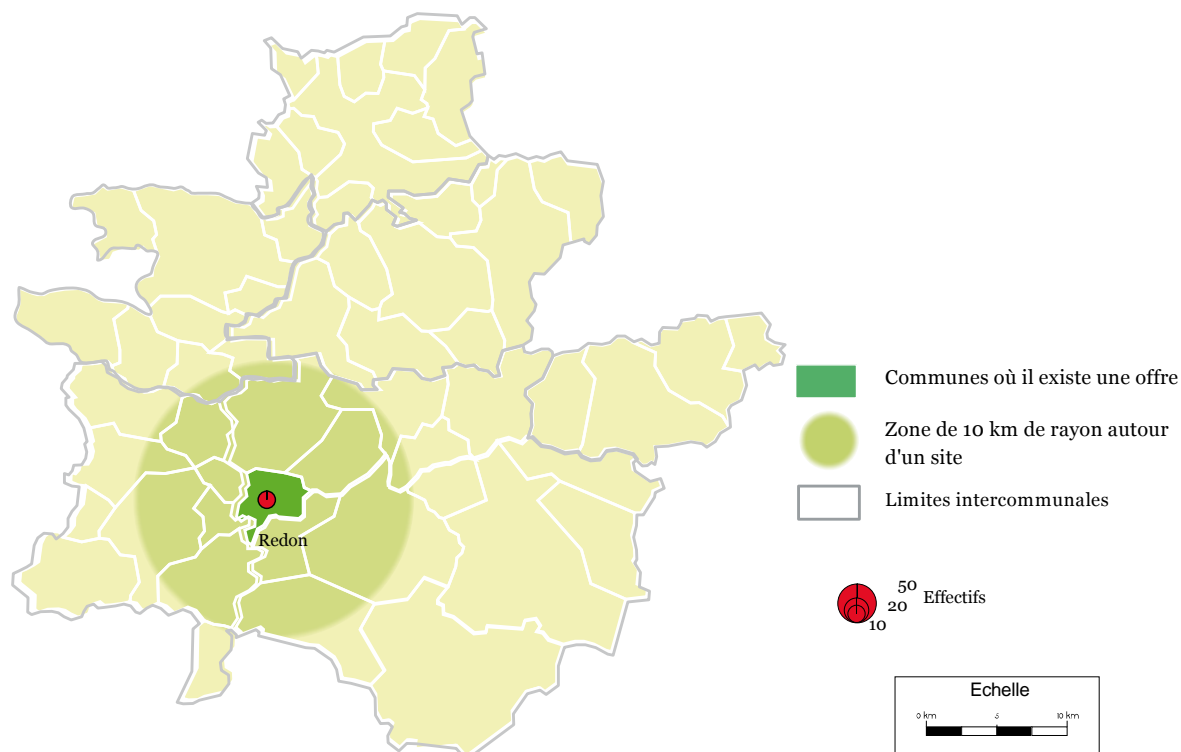 Redon
Communes où il existe une offre
Zone de 10 km de rayon autour
d'un site
Limites intercommunales
50
20
10
Effectifs
Echelle
0 km 5 10 km